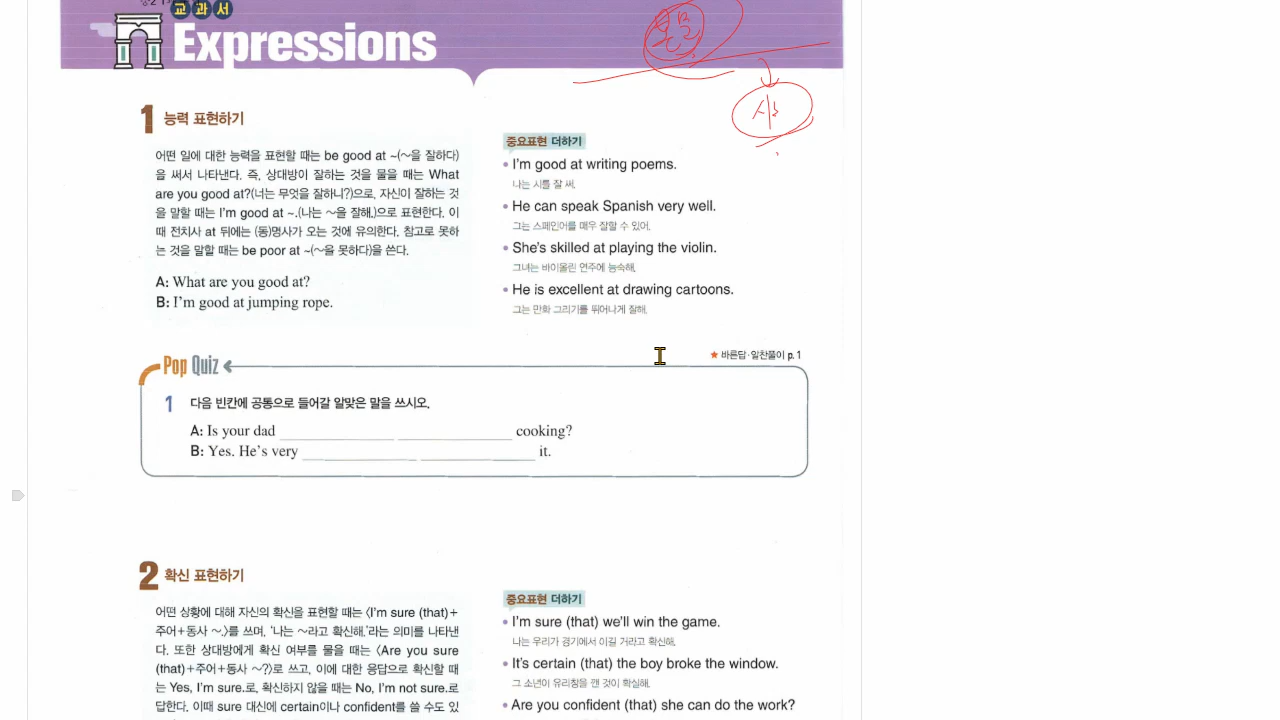 교과서
Expressions
본문
1 능력 표현하기
어떤 일에 대한 능력을 표현할 때는 be good at ~(~을 잘하다)
을 써서 나타낸다. 즉, 상대방이 잘하는 것을 물을 때는 What
are you good at?(너는 무엇을 잘하니?)으로, 자신이 잘하는 것
을 말할 때는 I'm good at ~.(나는 ~을 잘해.)으로 표현한다. 이
때 전치사 at 뒤에는 (동)명사가 오는 것에 유의한다. 참고로 못하
는 것을 말할 때는 be poor at ~(~을 못하다)을 쓴다.
A: What are you good at?
B: I'm good at jumping rope.
중요표현 더하기
• I'm good at writing poems.
나는 시를 잘 써.
• He can speak Spanish very well.
그는 스페인어를 매우 잘할 수 있어.
• She's skilled at playing the violin.
그녀는 바이올린 연주에 능숙해.
• He is excellent at drawing cartoons.
그는 만화 그리기를 뛰어나게 잘해.
Pop Quiz
★ 바른답·알찬풀이 p. 1
1 다음 빈칸에 공통으로 들어갈 알맞은 말을 쓰시오.
A: Is your dad ____ ____ cooking?
B: Yes. He's very ____ ____ it.
2 확신 표현하기
어떤 상황에 대해 자신의 확신을 표현할 때는 〈I'm sure (that)+
주어+동사 ~.〉를 쓰며, '나는 ~라고 확신해.'라는 의미를 나타낸
다. 또한 상대방에게 확신 여부를 물을 때는 〈Are you sure
(that)+주어+동사 ~?〉로 쓰고, 이에 대한 응답으로 확신할 때
는 Yes, I'm sure.로, 확신하지 않을 때는 No, I'm not sure.로
답한다. 이때 sure 대신에 certain이나 confident를 쓸 수도 있
중요표현 더하기
• I'm sure (that) we'll win the game.
나는 우리가 경기에서 이길 거라고 확신해.
• It's certain (that) the boy broke the window.
그 소년이 유리창을 깬 것이 확실해.
• Are you confident (that) she can do the work?